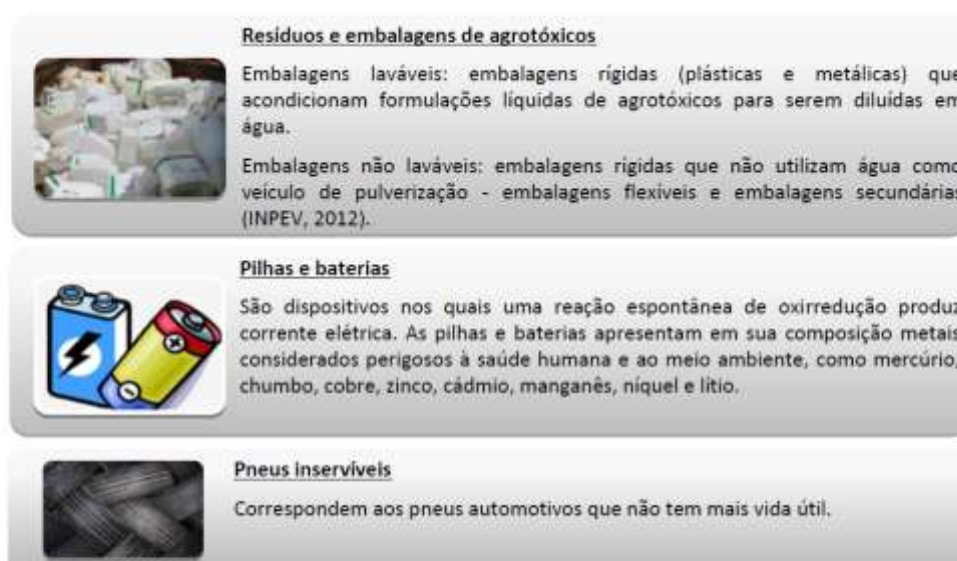 Resíduos e embalagens de agrotóxicos
Embalagens laváveis: embalagens rígidas (plásticas e metálicas) que
acondicionam formulações líquidas de agrotóxicos para serem diluídas em
água.
Embalagens não laváveis: embalagens rígidas que não utilizam água como
veículo de pulverização - embalagens flexíveis e embalagens secundárias
(INPEV, 2012).
Pilhas e baterias
São dispositivos nos quais uma reação espontânea de oxirredução produz
corrente elétrica. As pilhas e baterias apresentam em sua composição metais
considerados perigosos à saúde humana e ao meio ambiente, como mercúrio,
chumbo, cobre, zinco, cádmio, manganês, níquel e lítio.
Pneus inservíveis
Correspondem aos pneus automotivos que não tem mais vida útil.